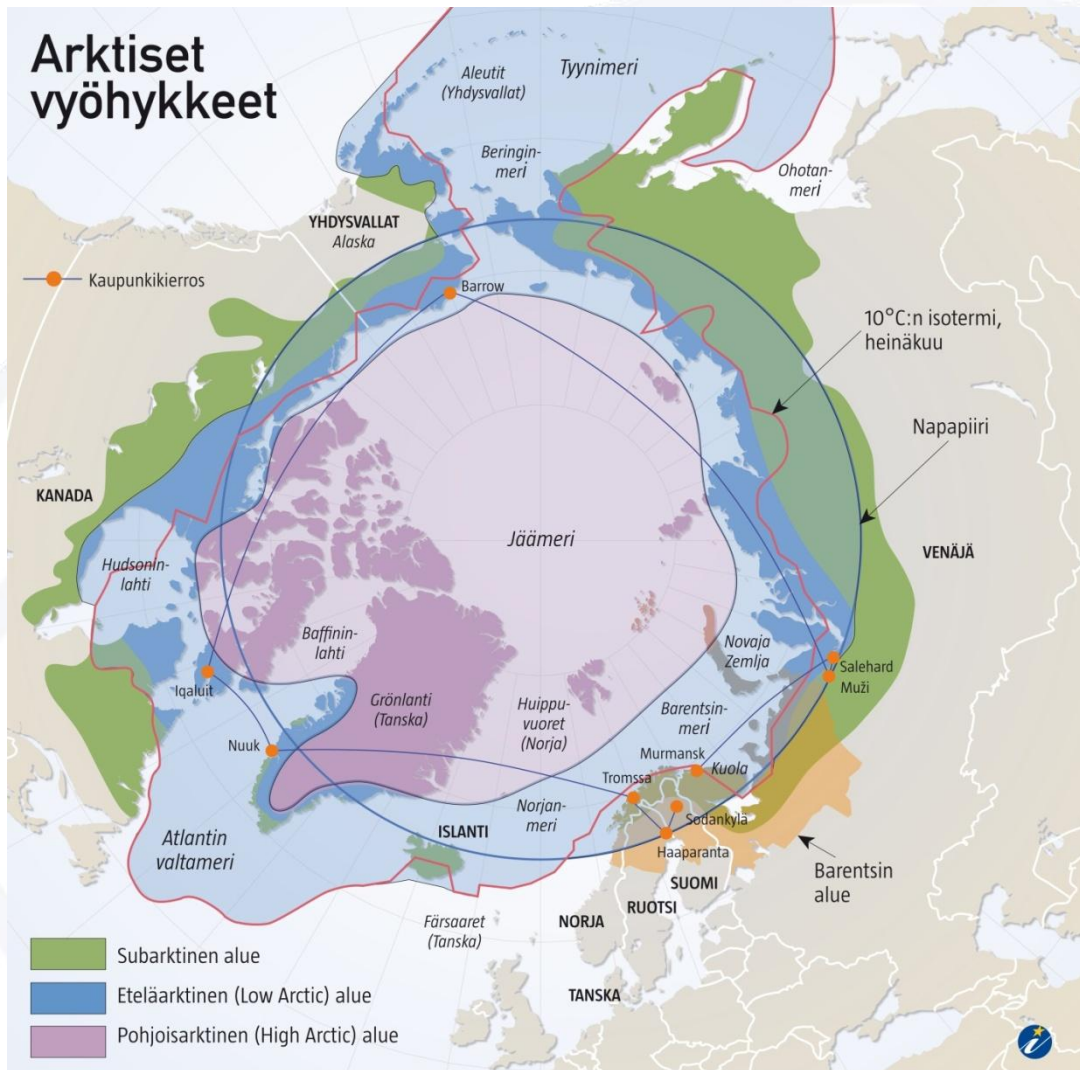 Arktiset
vyöhykkeet
Aleutit
(Yhdysvallat)
Tyynimeri
Beringin-
meri
Ohotan-
meri
YHDYSVALLAT
Alaska
Kaupunkikierros
Barrow
10°C:n isotermi,
heinäkuu
Napapiiri
KANADA
Jäämeri
VENÄJÄ
Hudsonin-
lahti
Baffinin-
lahti
Novaja
Zemlja
Salehard
Muži
Iqaluit
Grönlanti
(Tanska)
Huippu-
vuoret
(Norja)
Barentsin-
meri
Nuuk
Murmansk
Kuola
Tromssa
Norjan-
meri
Sodankylä
ISLANTI
Atlantin
valtameri
Haaparanta
Barentsin
alue
SUOMI
RUOTSI
NORJA
Färsaaret
(Tanska)
TANSKA
Subarktinen alue
Eteläarktinen (Low Arctic) alue
Pohjoisarktinen (High Arctic) alue
i